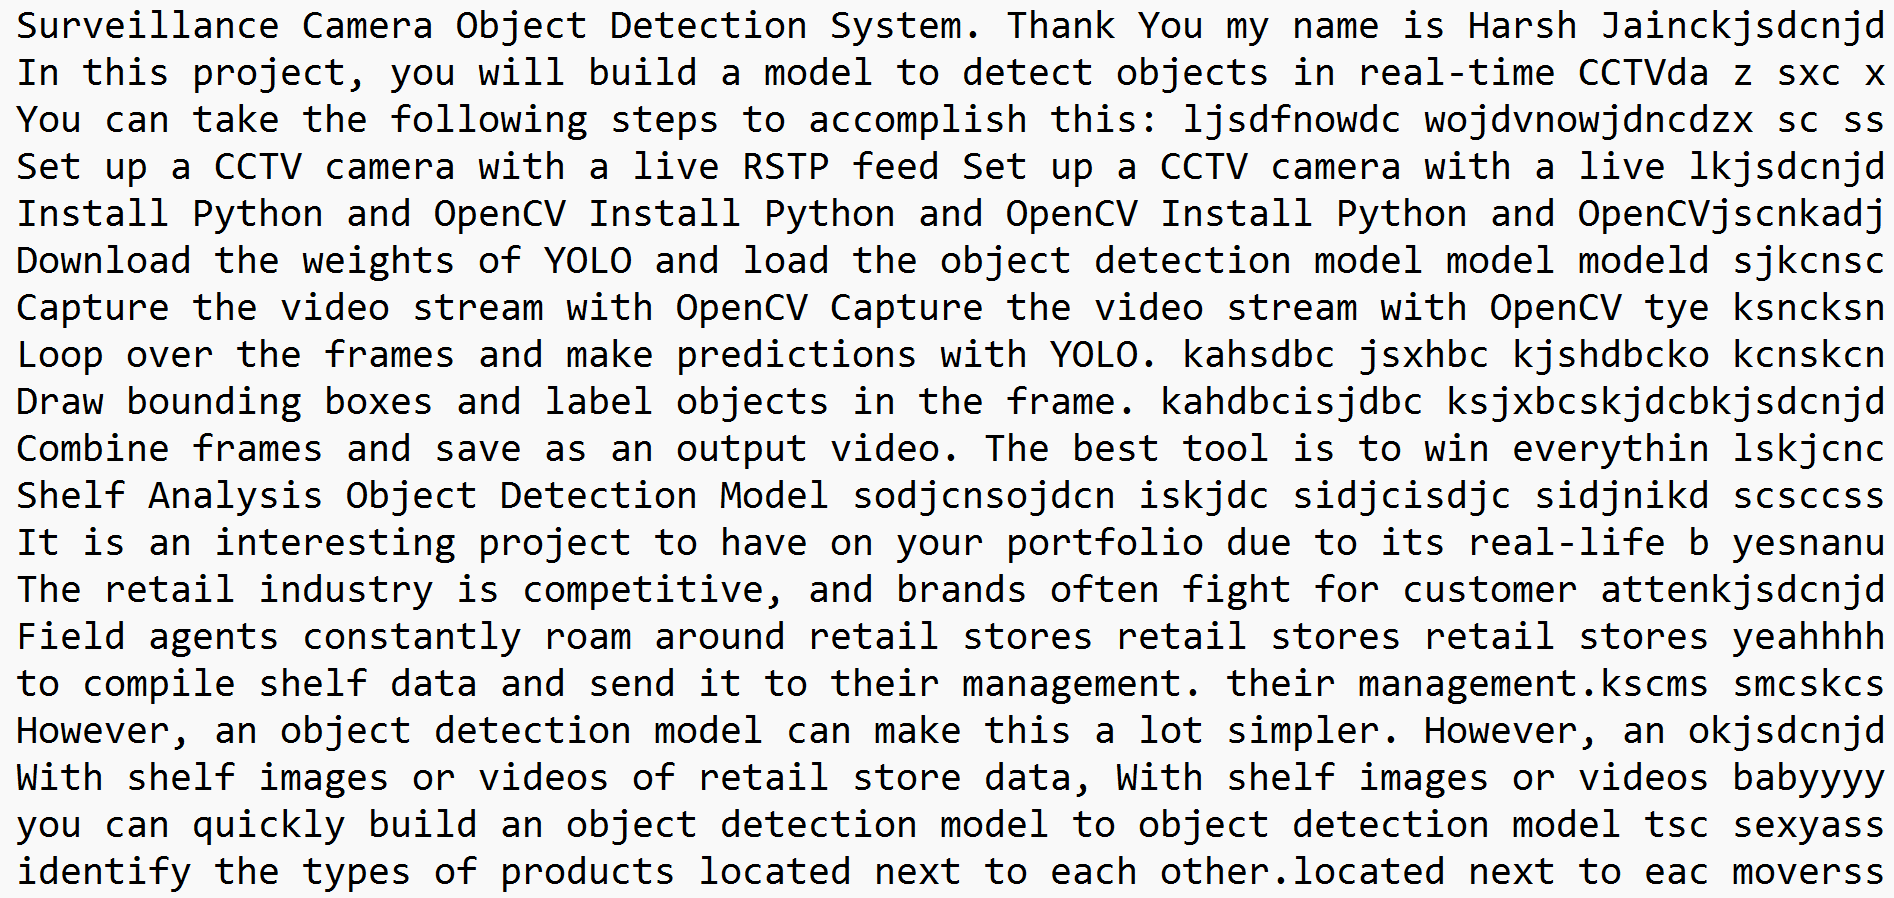 Surveillance Camera Object Detection System. Thank You my name is Harsh Jainckjsdcnjd
In this project, you will build a model to detect objects in real-time CCTVda z sxc x
You can take the following steps to accomplish this: ljsdfnowdc wojdvnowjdncdzx sc ss
Set up a CCTV camera with a live RSTP feed Set up a CCTV camera with a live lkjsdcnjd
Install Python and OpenCV Install Python and OpenCV Install Python and OpenCVjscnkadj
Download the weights of YOLO and load the object detection model model modeld sjkcnsc
Capture the video stream with OpenCV Capture the video stream with OpenCV tye ksncksn
Loop over the frames and make predictions with YOLO. kahsdbc jsxhbc kjshdbcko kcnskcn
Draw bounding boxes and label objects in the frame. kahdbcisjdbc ksjxbcskjdcbkjsdcnjd
Combine frames and save as an output video. The best tool is to win everythin lskjcnc
Shelf Analysis Object Detection Model sodjcnsojdcn iskjdc sidjcisdjc sidjnikd scsccss
It is an interesting project to have on your portfolio due to its real-life b yesnanu
The retail industry is competitive, and brands often fight for customer attenkjsdcnjd
Field agents constantly roam around retail stores retail stores retail stores yeahhhh
to compile shelf data and send it to their management. their management.kscms smcskcs
However, an object detection model can make this a lot simpler. However, an okjsdcnjd
With shelf images or videos of retail store data, With shelf images or videos babyyyy
you can quickly build an object detection model to object detection model tsc sexyass
identify the types of products located next to each other.located next to eac moverss